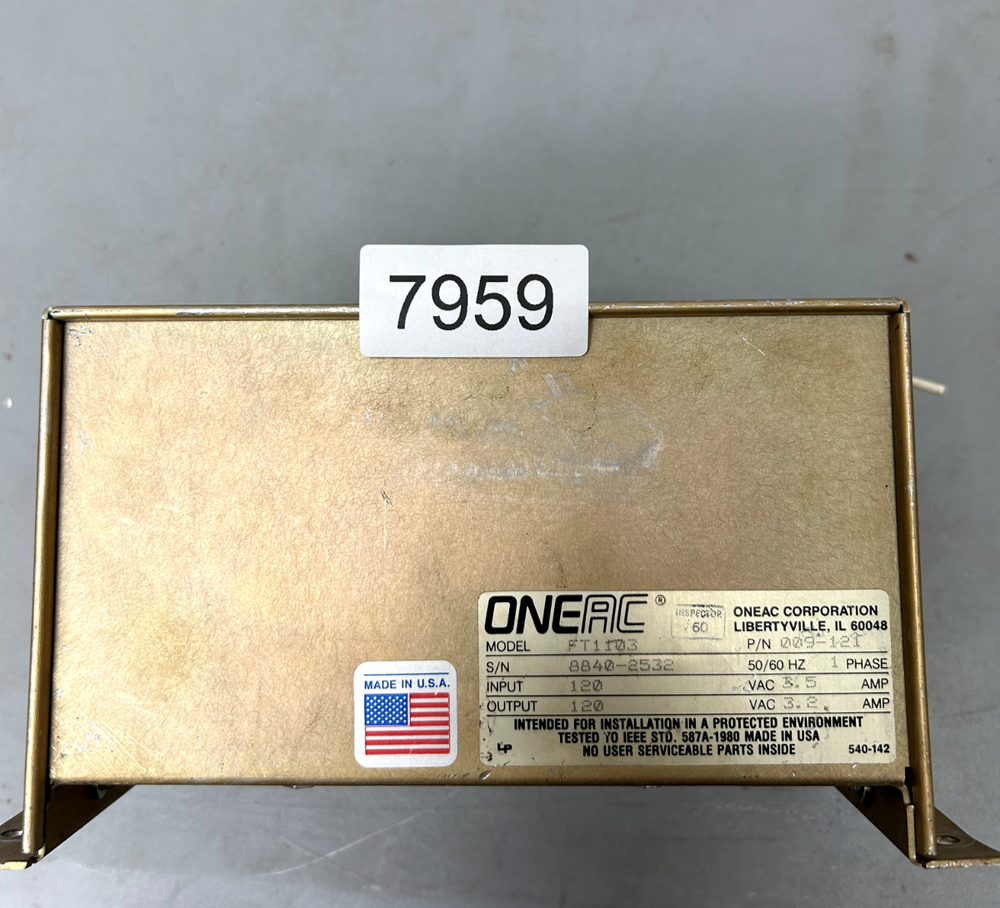 7959
ONEAC®
INSPECTOR
60
ONEAC CORPORATION
LIBERTYVILLE, IL 60048
MODEL FT1103 P/N 009-121
S/N 8840-2532 50/60 HZ 1 PHASE
INPUT 120 VAC 3.5 AMP
OUTPUT 120 VAC 3.2 AMP
INTENDED FOR INSTALLATION IN A PROTECTED ENVIRONMENT
TESTED TO IEEE STD. 587A-1980 MADE IN USA
LP NO USER SERVICEABLE PARTS INSIDE 540-142
MADE IN U.S.A.